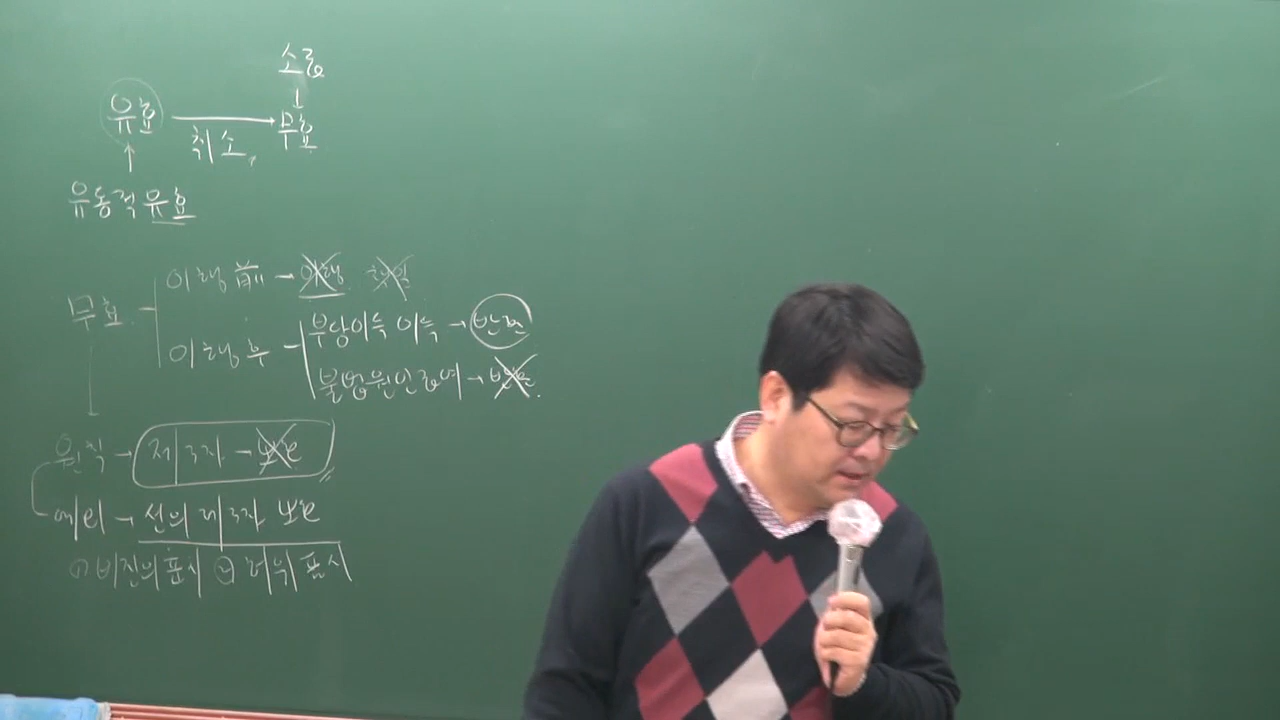 소급
↓
유효 → 무효
취소.
↑
유동적 유효
무효. 이행 前 → 이행 책임
이행 후 부당이득 이득 → 반환
불법원인급여 → 반환.
원칙 → 제3자 → 보호
예외 → 선의 제3자 보호
㉠ 비진의 표시 ㉡ 허위표시